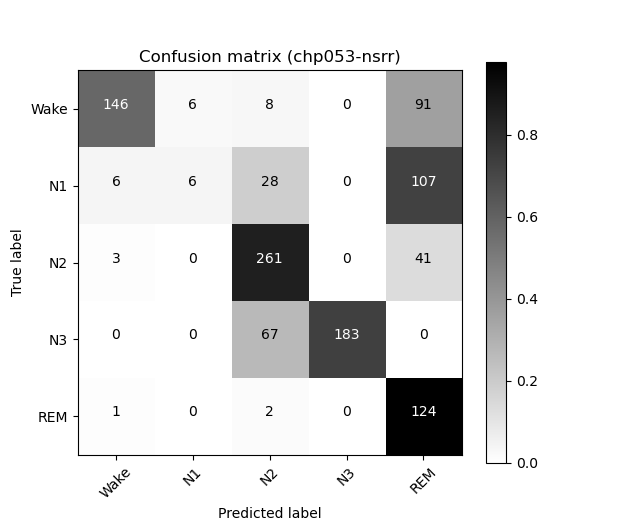 Confusion matrix (chp053-nsrr)
Wake 146 6 8 0 91
N1 6 6 28 0 107
N2 3 0 261 0 41
N3 0 0 67 183 0
REM 1 0 2 0 124
Wake N1 N2 N3 REM
Predicted label
True label
0.8
0.6
0.4
0.2
0.0